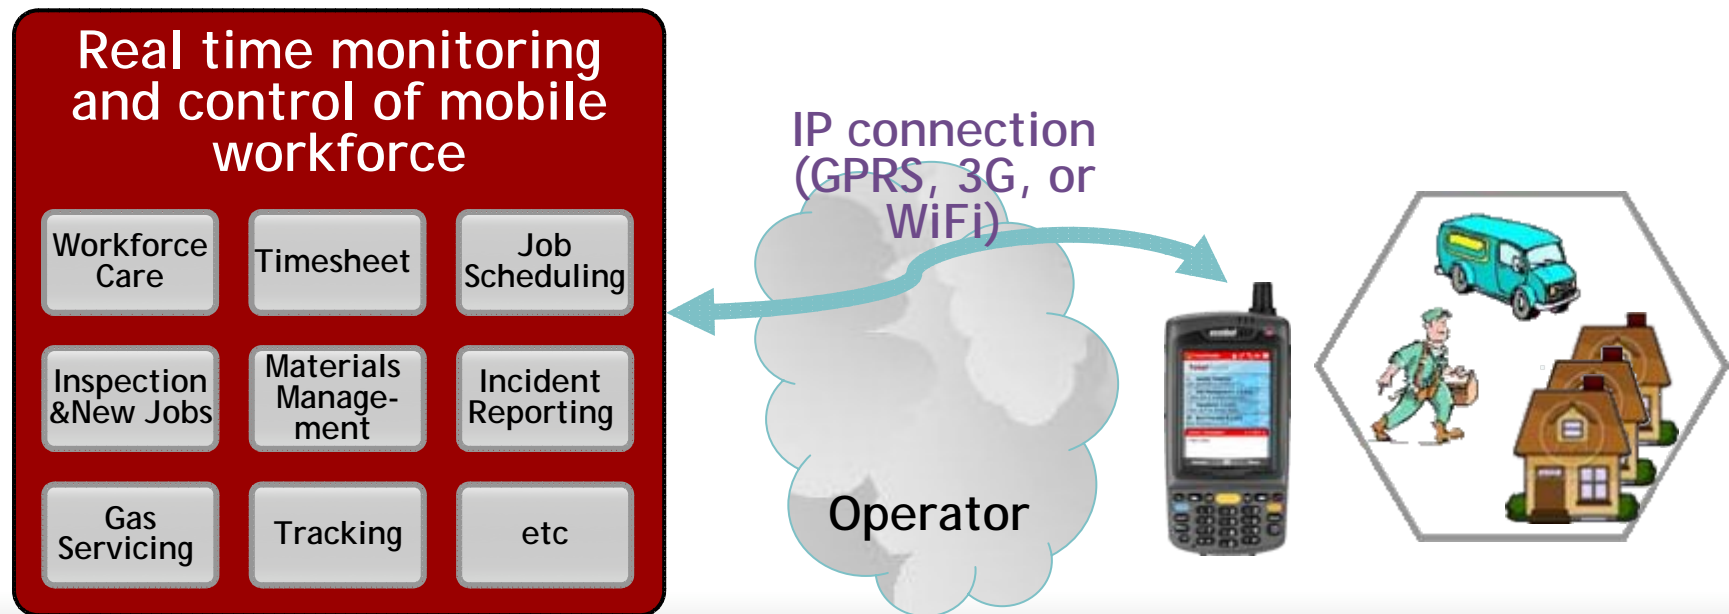 Real time monitoring
and control of mobile
workforce
Workforce
Care
Timesheet
Job
Scheduling
Inspection
&New Jobs
Materials
Manage-
ment
Incident
Reporting
Gas
Servicing
Tracking
etc
IP connection
(GPRS, 3G, or
WiFi)
Operator
symbol